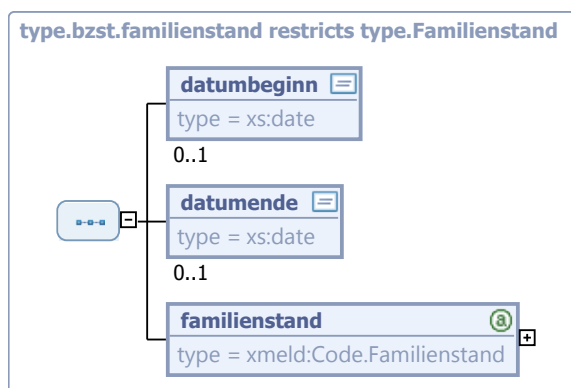 type.bzst.familienstand restricts type.Familienstand
datumbeginn
type = xs:date
0..1
datumende
type = xs:date
0..1
familienstand
type = xmeld:Code.Familienstand